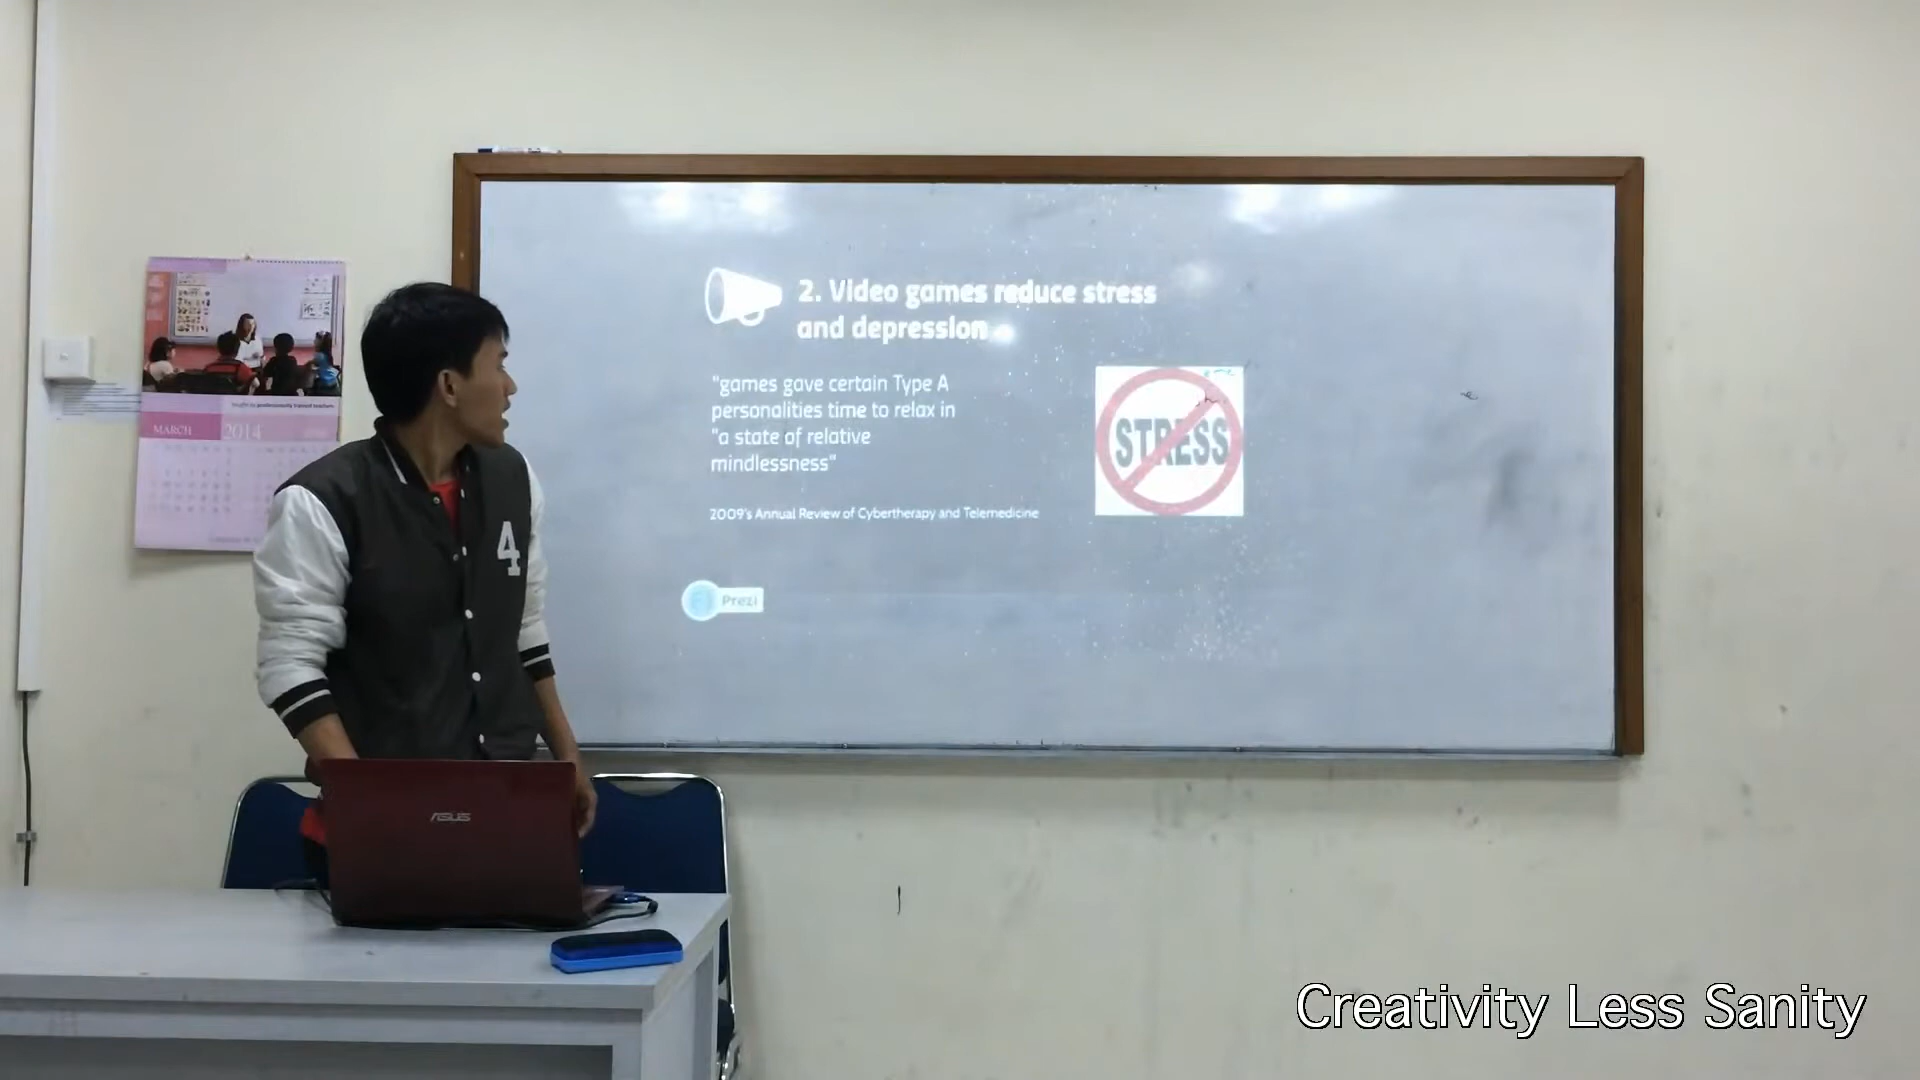 2. Video games reduce stress
and depression
"games gave certain Type A
personalities time to relax in
"a state of relative
mindlessness"
2009's Annual Review of Cybertherapy and Telemedicine
STRESS
Prezi
MARCH 2014
4
ASUS
Creativity Less Sanity